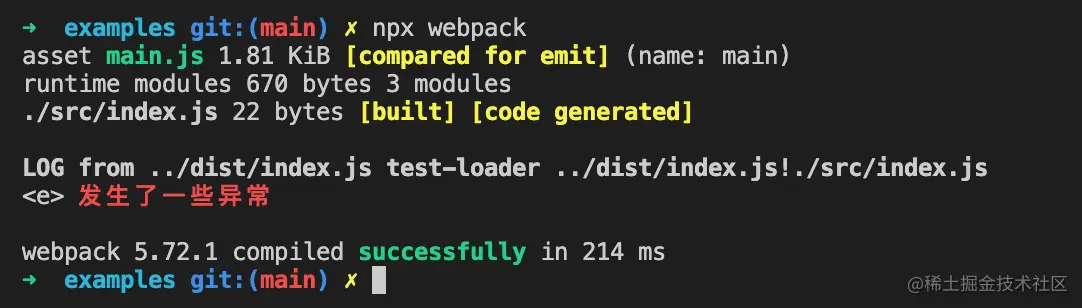 ➜  examples git:(main) ✗ npx webpack
asset main.js 1.81 KiB [compared for emit] (name: main)
runtime modules 670 bytes 3 modules
./src/index.js 22 bytes [built] [code generated]
LOG from ../dist/index.js test-loader ../dist/index.js!./src/index.js
<e> 发生了一些异常
webpack 5.72.1 compiled successfully in 214 ms
➜  examples git:(main) ✗
@稀土掘金技术社区